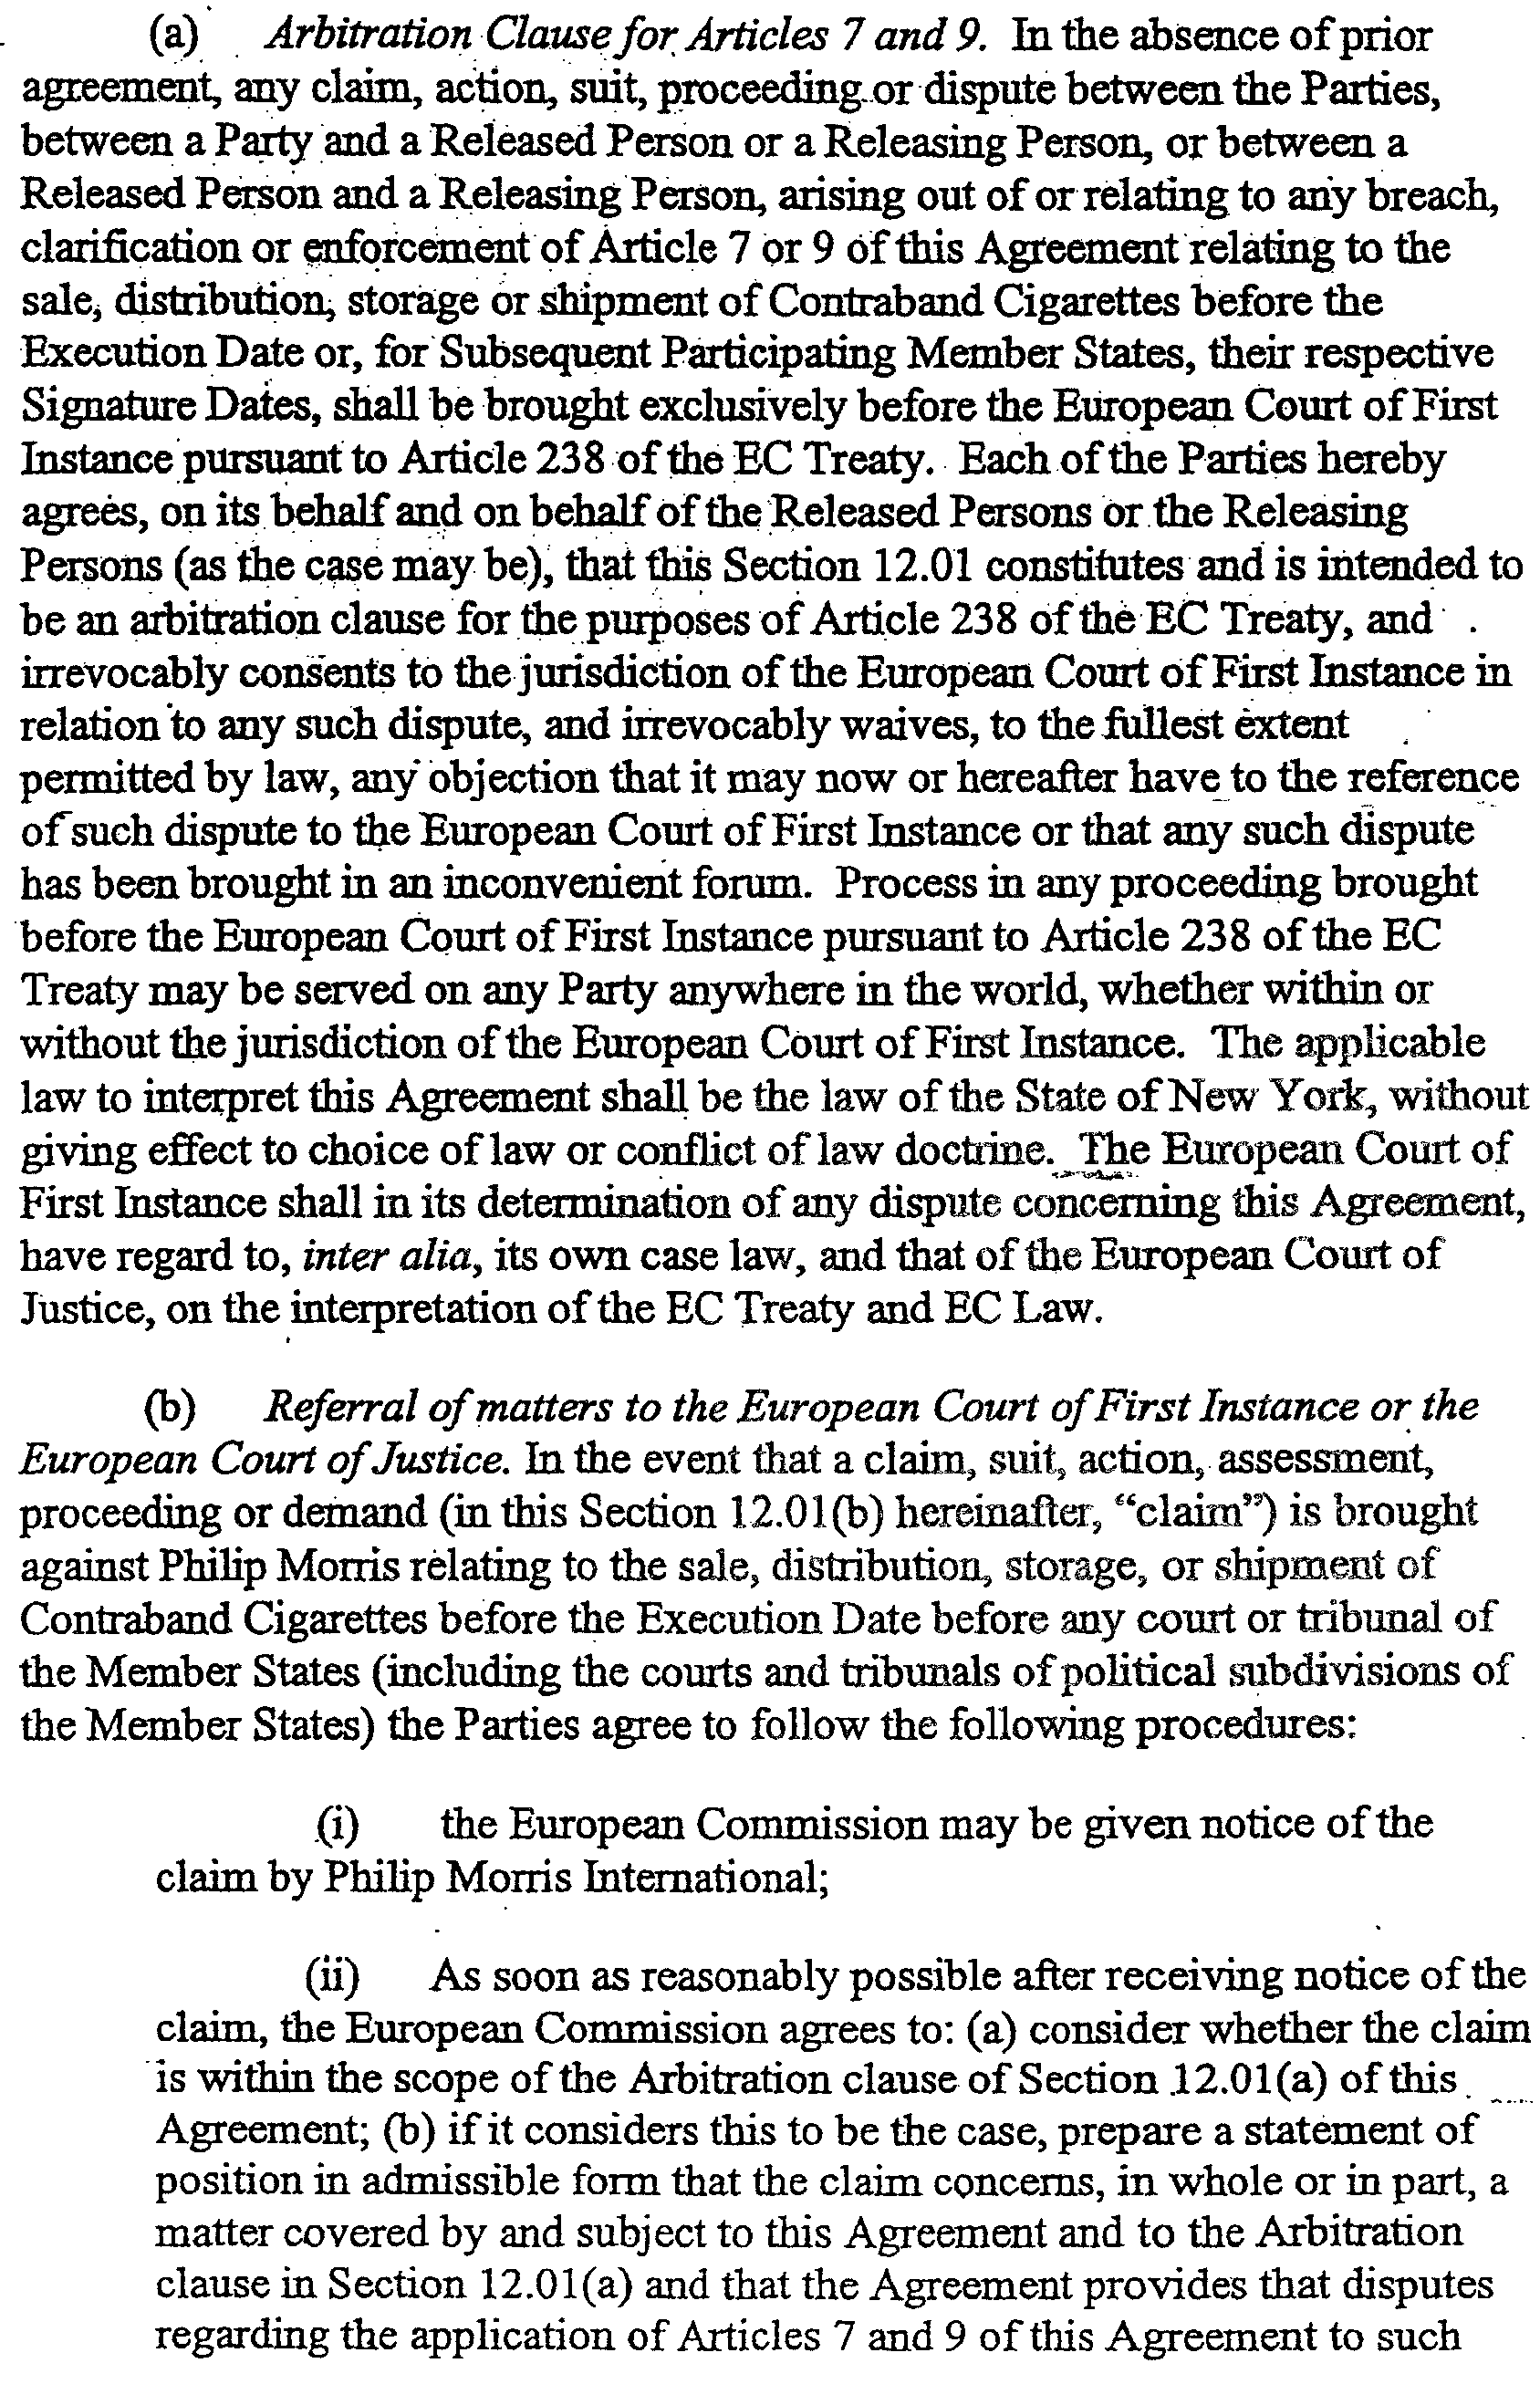 (a) Arbitration Clause for Articles 7 and 9. In the absence of prior
agreement, any claim, action, suit, proceeding or dispute between the Parties,
between a Party and a Released Person or a Releasing Person, or between a
Released Person and a Releasing Person, arising out of or relating to any breach,
clarification or enforcement of Article 7 or 9 of this Agreement relating to the
sale, distribution, storage or shipment of Contraband Cigarettes before the
Execution Date or, for Subsequent Participating Member States, their respective
Signature Dates, shall be brought exclusively before the European Court of First
Instance pursuant to Article 238 of the EC Treaty. Each of the Parties hereby
agrees, on its behalf and on behalf of the Released Persons or the Releasing
Persons (as the case may be), that this Section 12.01 constitutes and is intended to
be an arbitration clause for the purposes of Article 238 of the EC Treaty, and
irrevocably consents to the jurisdiction of the European Court of First Instance in
relation to any such dispute, and irrevocably waives, to the fullest extent
permitted by law, any objection that it may now or hereafter have to the reference
of such dispute to the European Court of First Instance or that any such dispute
has been brought in an inconvenient forum. Process in any proceeding brought
before the European Court of First Instance pursuant to Article 238 of the EC
Treaty may be served on any Party anywhere in the world, whether within or
without the jurisdiction of the European Court of First Instance. The applicable
law to interpret this Agreement shall be the law of the State of New York, without
giving effect to choice of law or conflict of law doctrine. The European Court of
First Instance shall in its determination of any dispute concerning this Agreement,
have regard to, inter alia, its own case law, and that of the European Court of
Justice, on the interpretation of the EC Treaty and EC Law.
(b) Referral of matters to the European Court of First Instance or the
European Court of Justice. In the event that a claim, suit, action, assessment,
proceeding or demand (in this Section 12.01(b) hereinafter, “claim”) is brought
against Philip Morris relating to the sale, distribution, storage, or shipment of
Contraband Cigarettes before the Execution Date before any court or tribunal of
the Member States (including the courts and tribunals of political subdivisions of
the Member States) the Parties agree to follow the following procedures:
(i) the European Commission may be given notice of the
claim by Philip Morris International;
(ii) As soon as reasonably possible after receiving notice of the
claim, the European Commission agrees to: (a) consider whether the claim
is within the scope of the Arbitration clause of Section 12.01(a) of this
Agreement; (b) if it considers this to be the case, prepare a statement of
position in admissible form that the claim concerns, in whole or in part, a
matter covered by and subject to this Agreement and to the Arbitration
clause in Section 12.01(a) and that the Agreement provides that disputes
regarding the application of Articles 7 and 9 of this Agreement to such